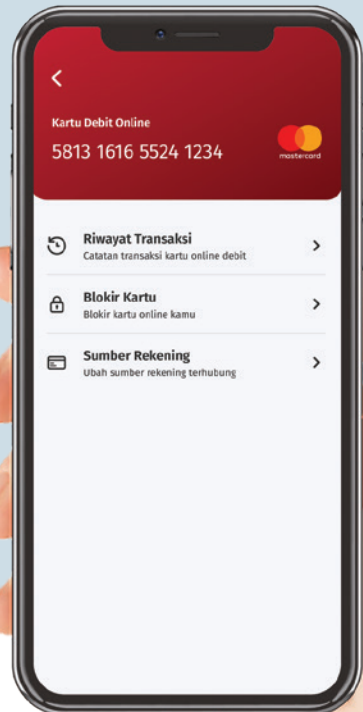 Kartu Debit Online
5813 1616 5524 1234
mastercard
Riwayat Transaksi
Catatan transaksi kartu online debit
Blokir Kartu
Blokir kartu online kamu
Sumber Rekening
Ubah sumber rekening terhubung